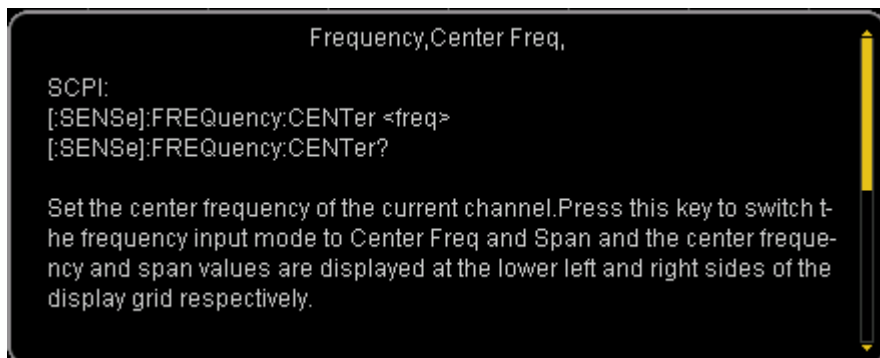 Frequency,Center Freq,
SCPI:
[:SENSe]:FREQuency:CENTer <freq>
[:SENSe]:FREQuency:CENTer?
Set the center frequency of the current channel.Press this key to switch t-
he frequency input mode to Center Freq and Span and the center freque-
ncy and span values are displayed at the lower left and right sides of the
display grid respectively.